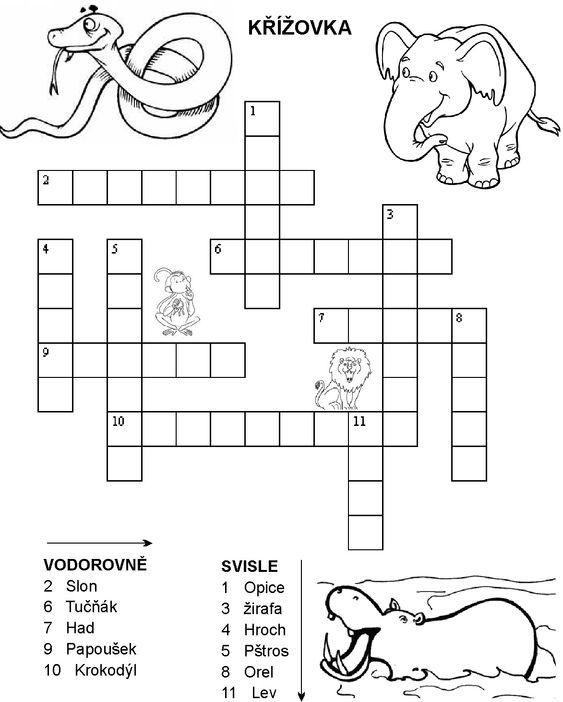 KŘÍŽOVKA
1
2
3
4 5 6
7 8
9
10 11
VODOROVNĚ
2 Slon
6 Tučňák
7 Had
9 Papoušek
10 Krokodýl
SVISLE
1 Opice
3 žirafa
4 Hroch
5 Pštros
8 Orel
11 Lev